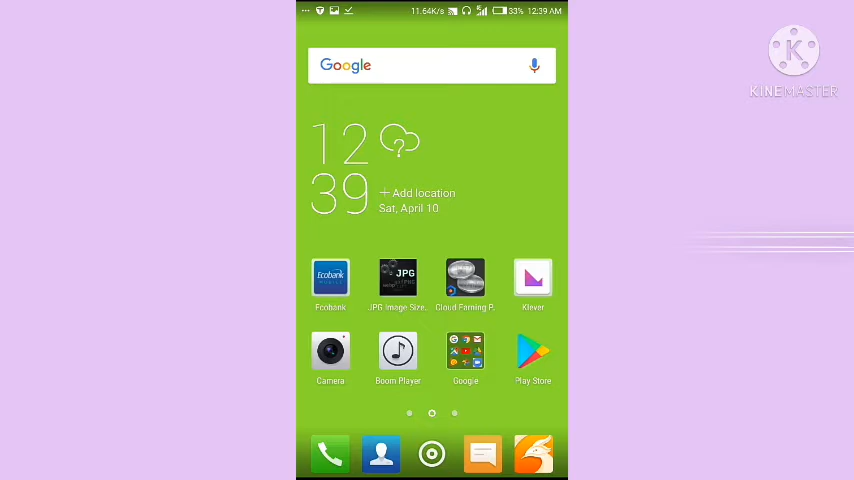 11.64K/s 33% 12:39 AM
Google
KINEMASTER
12
39
Add location
Sat, April 10
Ecobank
JPG
JPG Image Size..
Cloud Farning P..
Klever
Camera
Boom Player
Google
Play Store